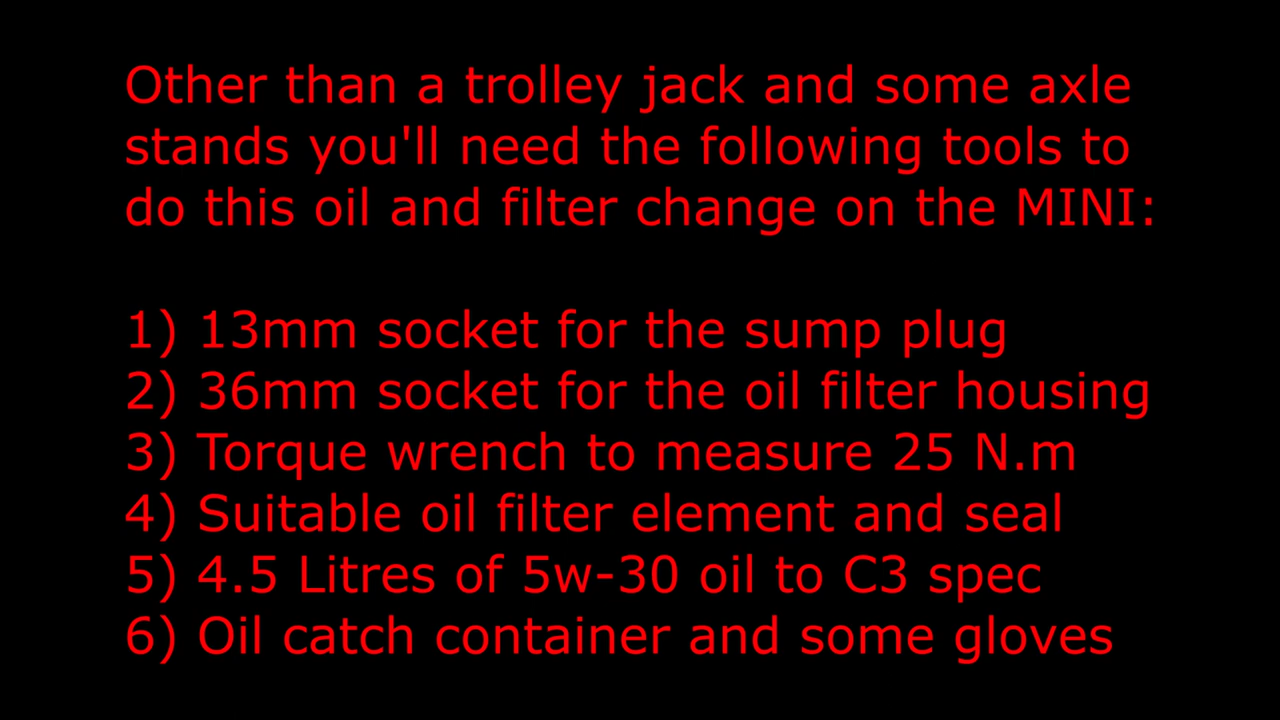 Other than a trolley jack and some axle
stands you'll need the following tools to
do this oil and filter change on the MINI:
1) 13mm socket for the sump plug
2) 36mm socket for the oil filter housing
3) Torque wrench to measure 25 N.m
4) Suitable oil filter element and seal
5) 4.5 Litres of 5w-30 oil to C3 spec
6) Oil catch container and some gloves